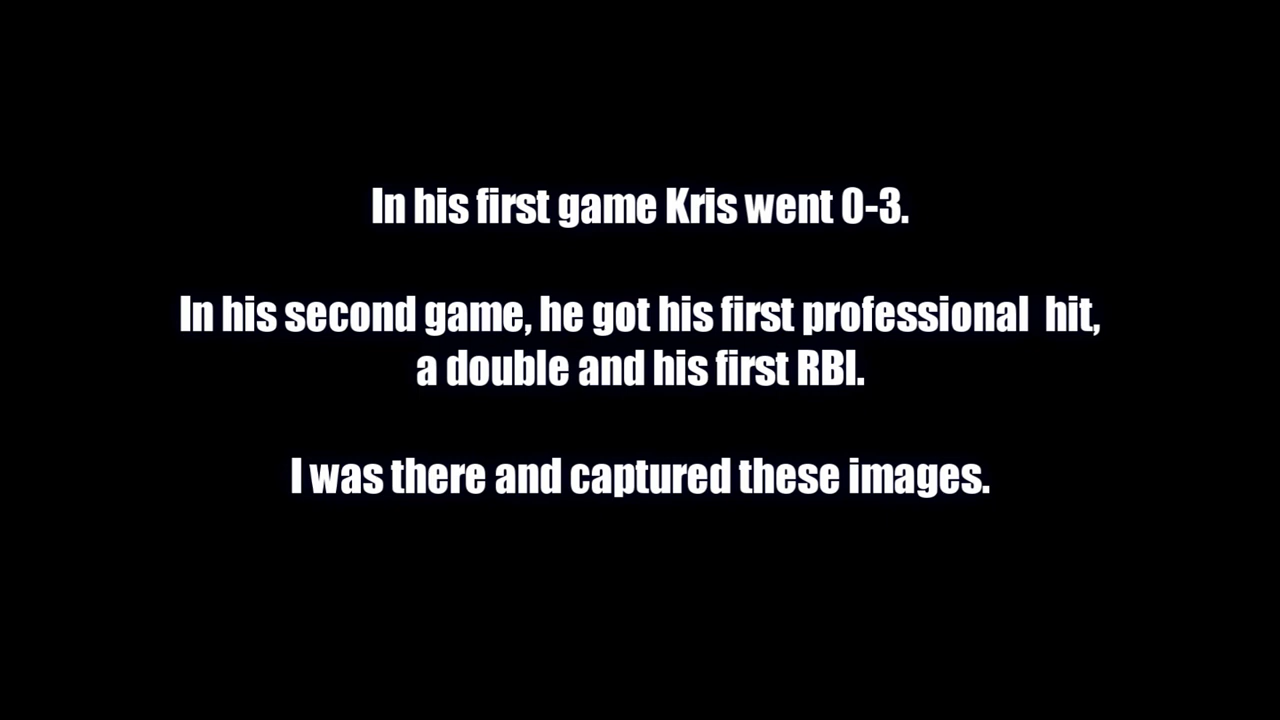 In his first game Kris went 0-3.
In his second game, he got his first professional  hit,
a double and his first RBI.
I was there and captured these images.